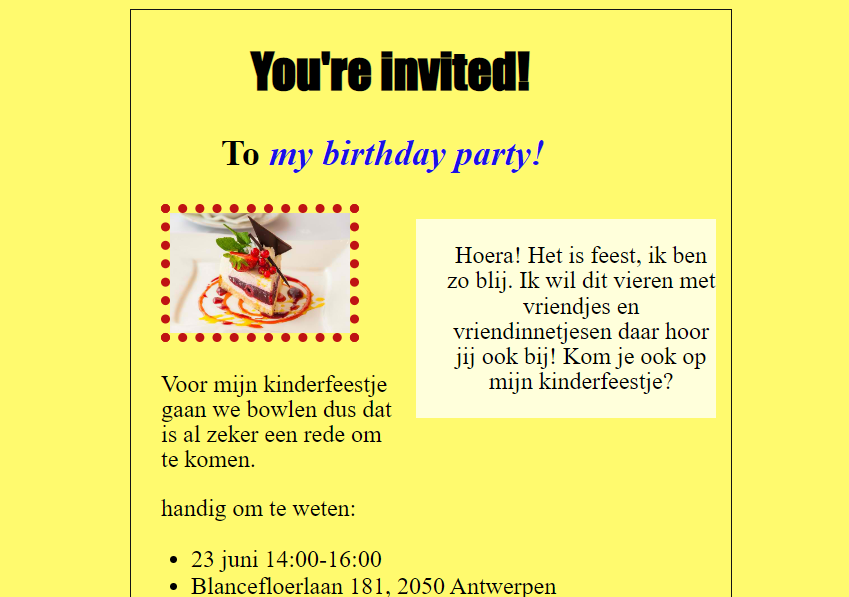 You're invited!
To my birthday party!
Hoera! Het is feest, ik ben
zo blij. Ik wil dit vieren met
vriendjes en
vriendinnetjesen daar hoor
jij ook bij! Kom je ook op
mijn kinderfeestje?
Voor mijn kinderfeestje
gaan we bowlen dus dat
is al zeker een rede om
te komen.
handig om te weten:
• 23 juni 14:00-16:00
• Blancefloerlaan 181, 2050 Antwerpen